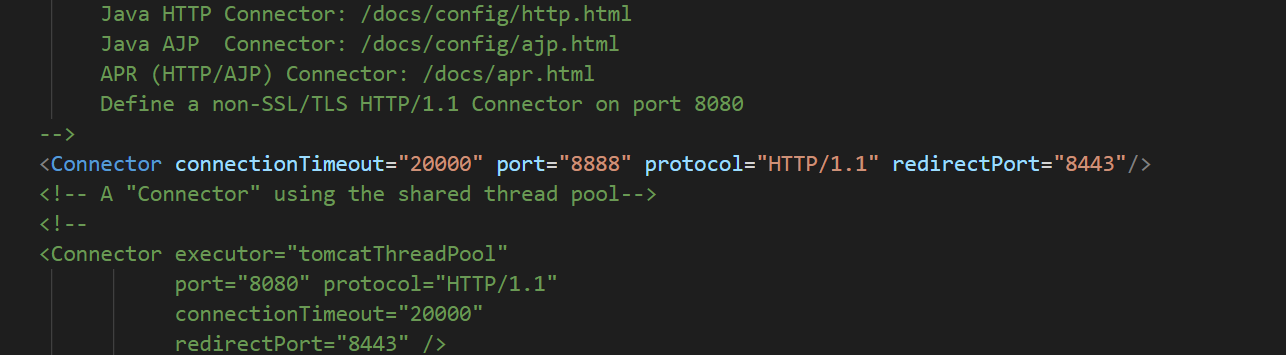 Java HTTP Connector: /docs/config/http.html
Java AJP  Connector: /docs/config/ajp.html
APR (HTTP/AJP) Connector: /docs/apr.html
Define a non-SSL/TLS HTTP/1.1 Connector on port 8080
-->
<Connector connectionTimeout="20000" port="8888" protocol="HTTP/1.1" redirectPort="8443"/>
<!-- A "Connector" using the shared thread pool-->
<!--
<Connector executor="tomcatThreadPool"
port="8080" protocol="HTTP/1.1"
connectionTimeout="20000"
redirectPort="8443" />